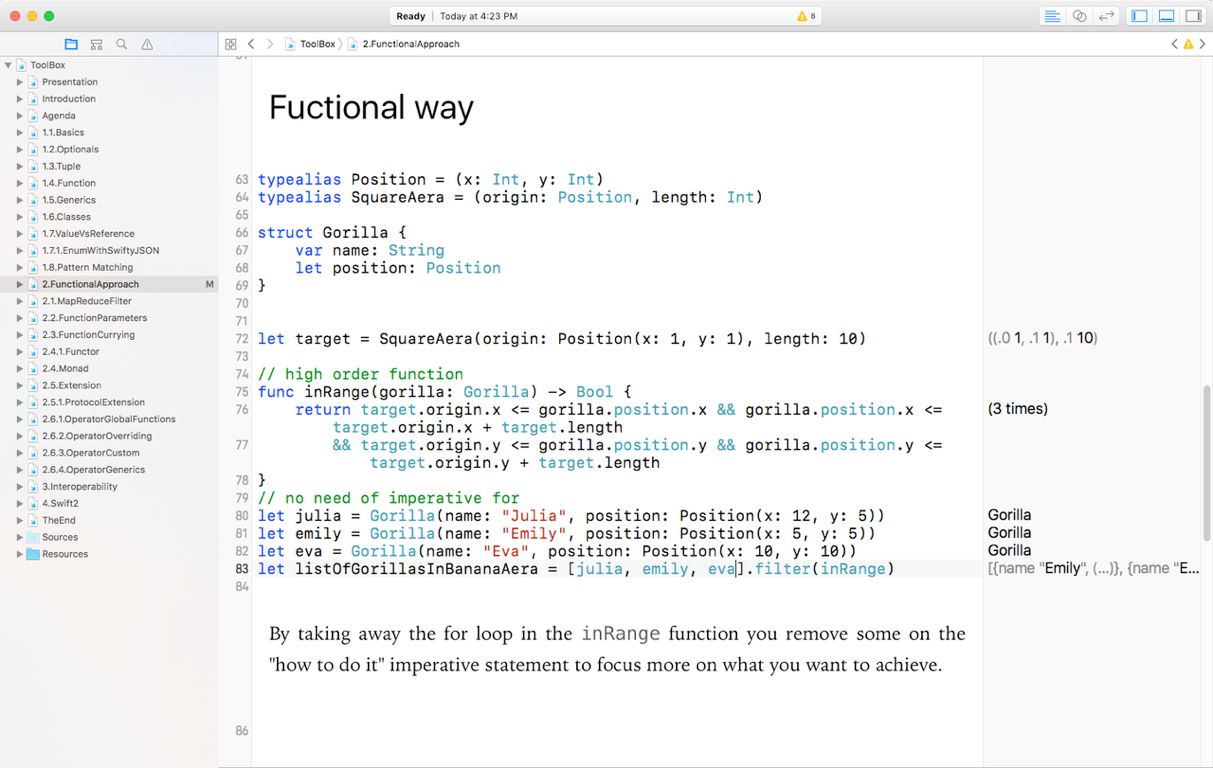 Ready | Today at 4:23 PM 8
ToolBox 2.FunctionalApproach
ToolBox
Presentation
Introduction
Agenda
1.1.Basics
1.2.Optionals
1.3.Tuple
1.4.Function
1.5.Generics
1.6.Classes
1.7.ValueVsReference
1.7.1.EnumWithSwiftyJSON
1.8.Pattern Matching
2.FunctionalApproach M
2.1.MapReduceFilter
2.2.FunctionParameters
2.3.FunctionCurrying
2.4.1.Functor
2.4.Monad
2.5.Extension
2.5.1.ProtocolExtension
2.6.1.OperatorGlobalFunctions
2.6.2.OperatorOverriding
2.6.3.OperatorCustom
2.6.4.OperatorGenerics
3.Interoperability
4.Swift2
TheEnd
Sources
Resources
Fuctional way
63 typealias Position = (x: Int, y: Int)
64 typealias SquareAera = (origin: Position, length: Int)
65
66 struct Gorilla {
67 var name: String
68 let position: Position
69 }
70
71
72 let target = SquareAera(origin: Position(x: 1, y: 1), length: 10) ((.0 1, .1 1), .1 10)
73
74 // high order function
75 func inRange(gorilla: Gorilla) -> Bool {
76 return target.origin.x <= gorilla.position.x && gorilla.position.x <= (3 times)
target.origin.x + target.length
77 && target.origin.y <= gorilla.position.y && gorilla.position.y <=
target.origin.y + target.length
78 }
79 // no need of imperative for
80 let julia = Gorilla(name: "Julia", position: Position(x: 12, y: 5)) Gorilla
81 let emily = Gorilla(name: "Emily", position: Position(x: 5, y: 5)) Gorilla
82 let eva = Gorilla(name: "Eva", position: Position(x: 10, y: 10)) Gorilla
83 let listOfGorillasInBananaAera = [julia, emily, eva].filter(inRange) [{name "Emily", (...)}, {name "E...
84
By taking away the for loop in the inRange function you remove some on the
"how to do it" imperative statement to focus more on what you want to achieve.
86